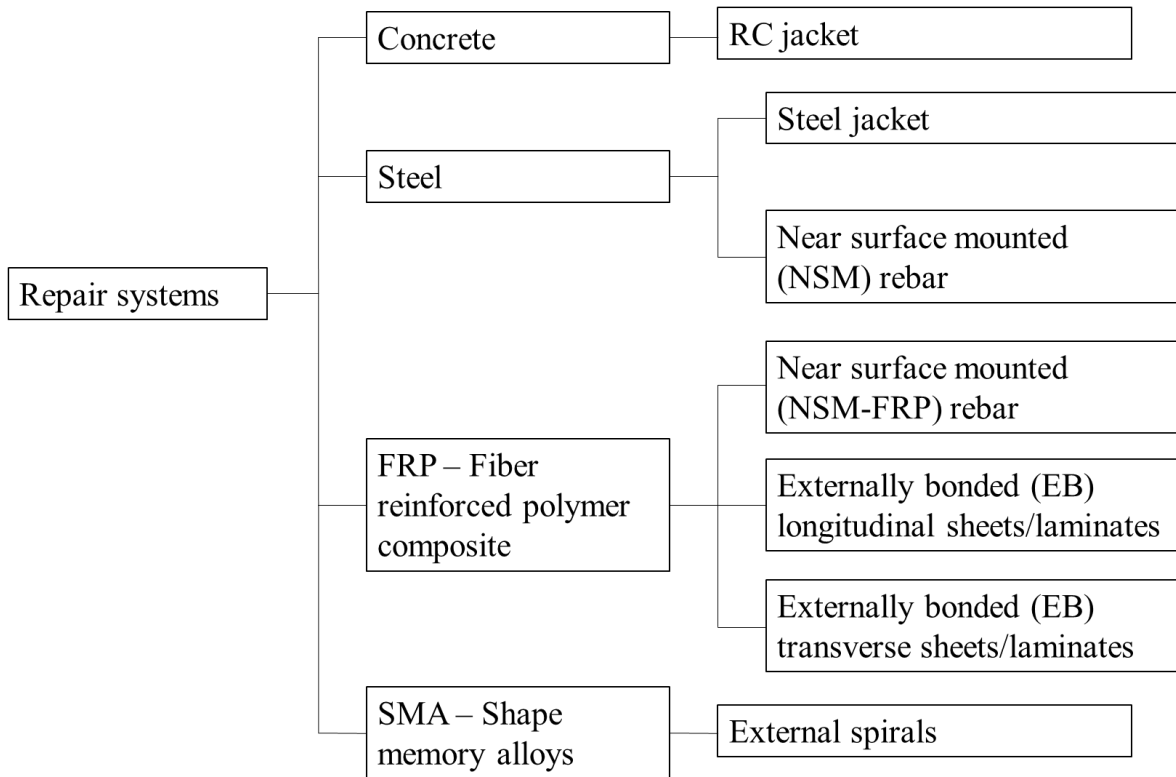 Repair systems
Concrete
RC jacket
Steel
Steel jacket
Near surface mounted
(NSM) rebar
FRP – Fiber
reinforced polymer
composite
Near surface mounted
(NSM-FRP) rebar
Externally bonded (EB)
longitudinal sheets/laminates
Externally bonded (EB)
transverse sheets/laminates
SMA – Shape
memory alloys
External spirals